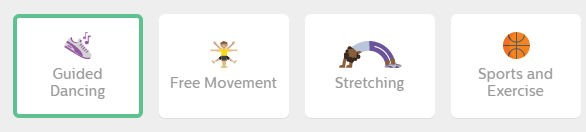 Guided
Dancing
Free Movement
Stretching
Sports and
Exercise